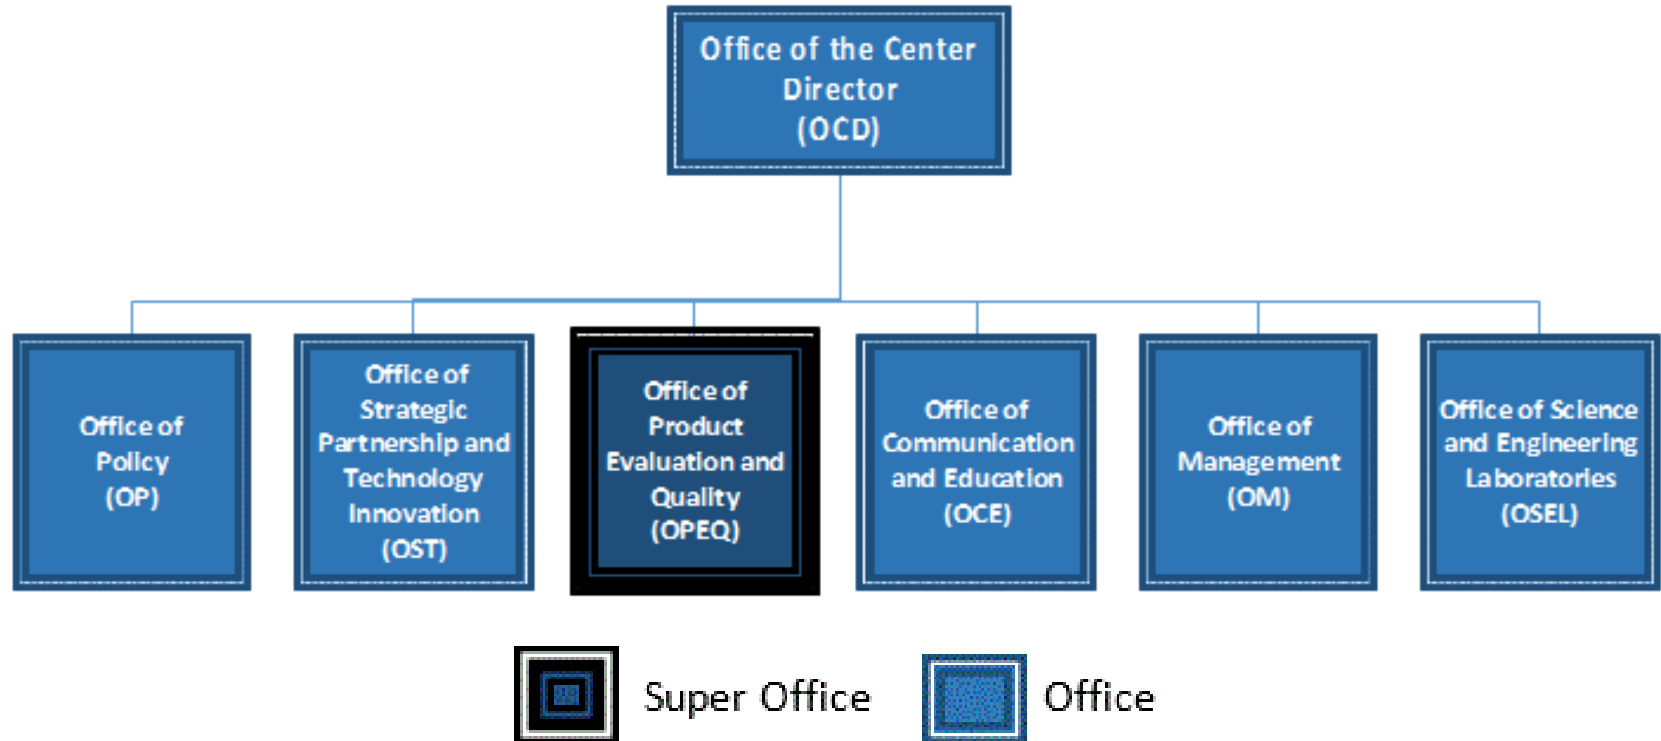 Office of the Center
Director
(OCD)
Office of
Policy
(OP)
Office of
Strategic
Partnership and
Technology
Innovation
(OST)
Office of
Product
Evaluation and
Quality
(OPEQ)
Office of
Communication
and Education
(OCE)
Office of
Management
(OM)
Office of Science
and Engineering
Laboratories
(OSEL)
Super Office
Office